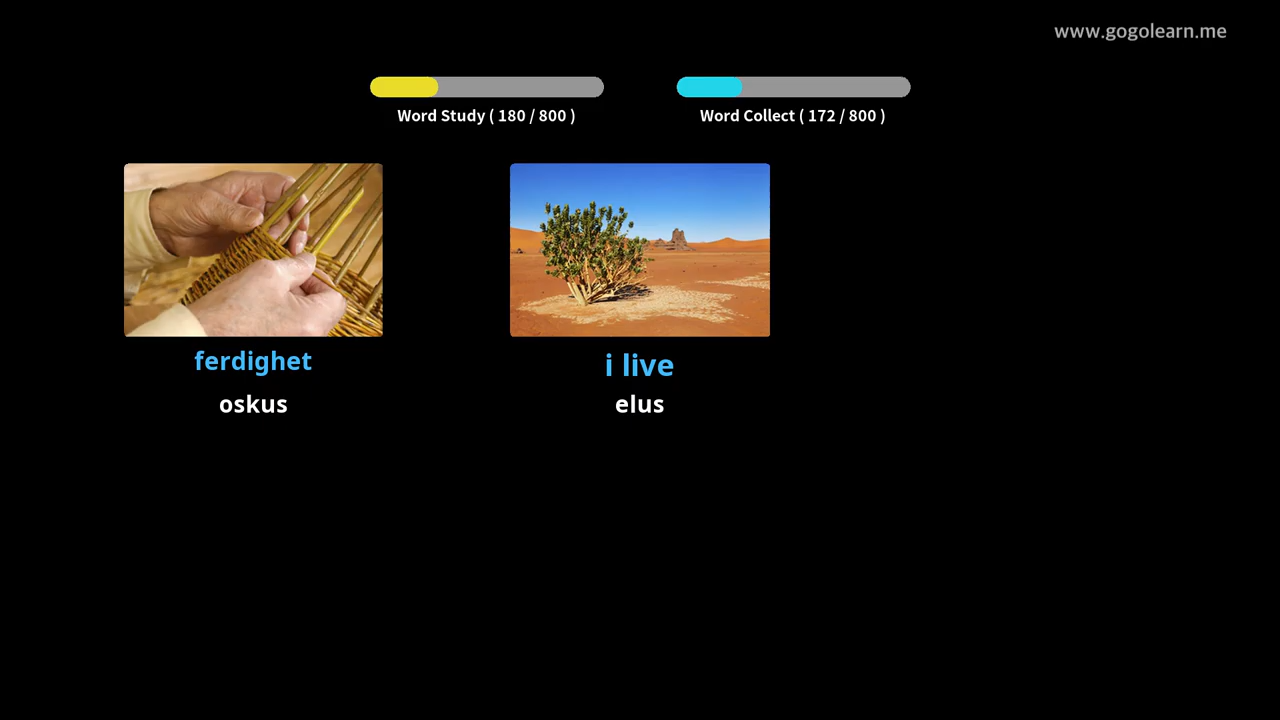 www.gogolearn.me
Word Study ( 180 / 800 )
Word Collect ( 172 / 800 )
ferdighet
oskus
i live
elus